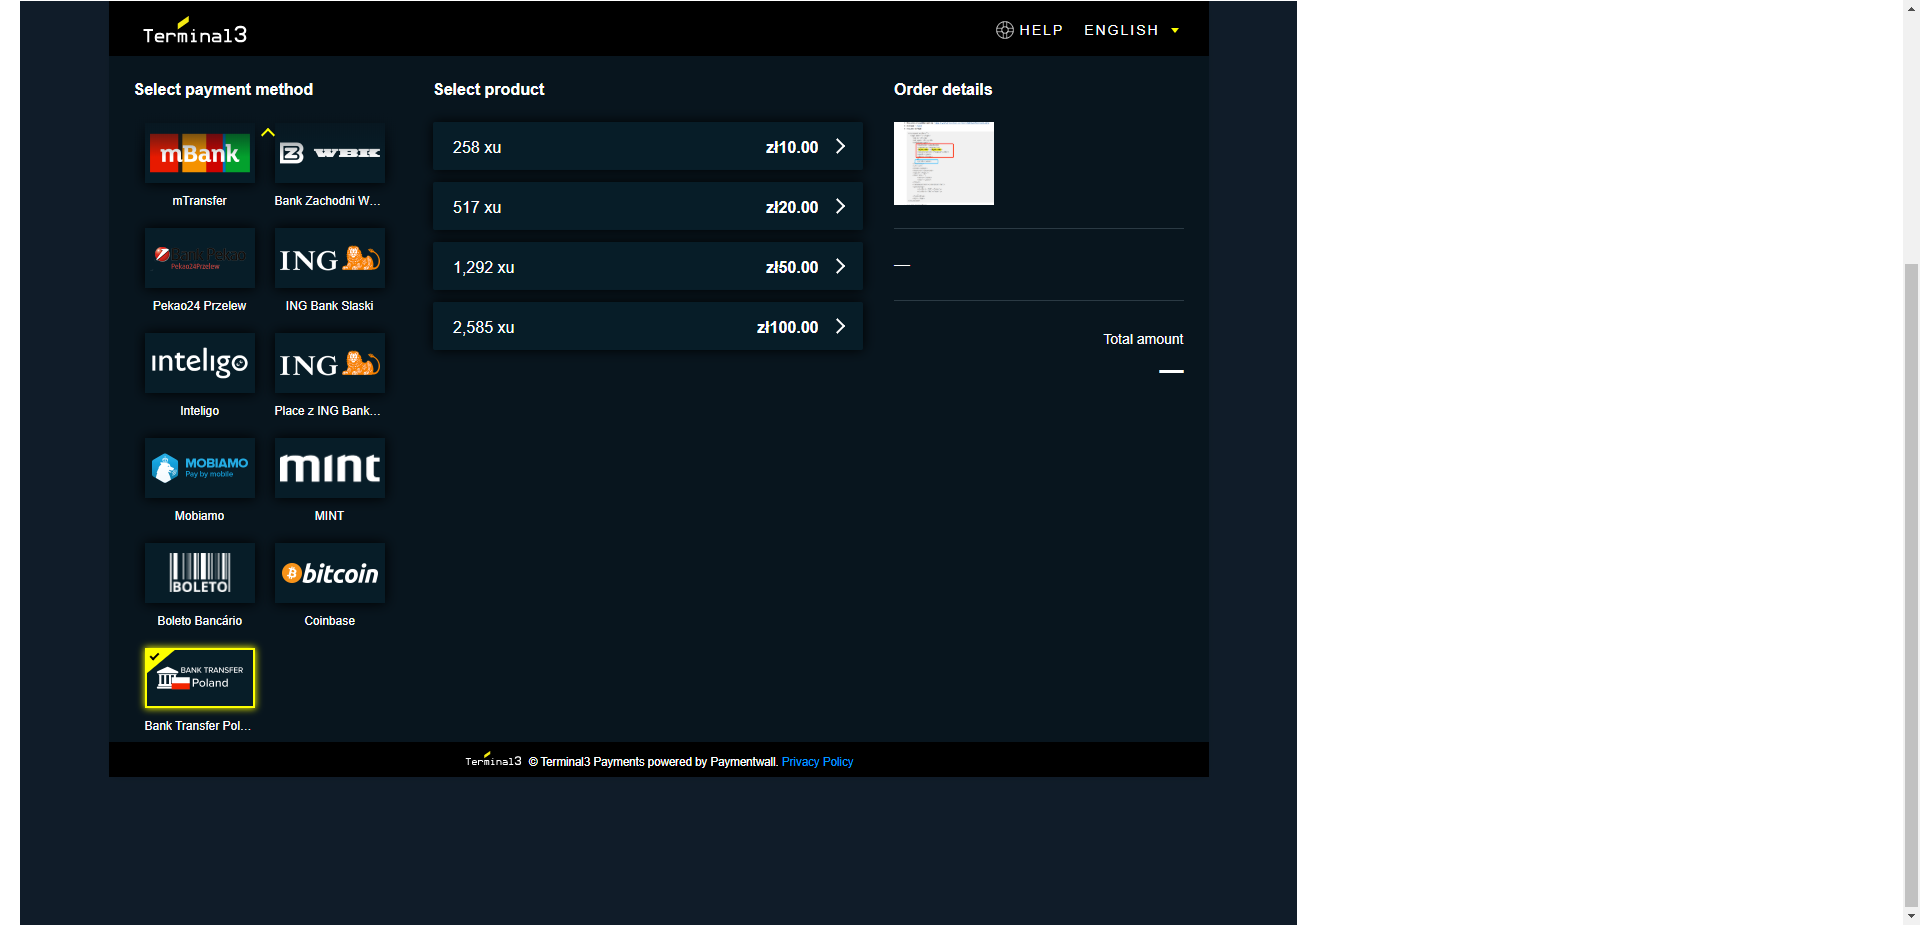 Terminal3
HELP ENGLISH
Select payment method
mBank
mTransfer
WBK
Bank Zachodni W...
Bank Pekao
Pekao24Przelew
Pekao24 Przelew
ING
ING Bank Slaski
inteligo
Inteligo
ING
Place z ING Bank...
MOBIAMO
Pay by mobile
Mobiamo
mint
MINT
BOLETO
Boleto Bancário
bitcoin
Coinbase
BANK TRANSFER
Poland
Bank Transfer Pol...
Select product
258 xu zł10.00
517 xu zł20.00
1,292 xu zł50.00
2,585 xu zł100.00
Order details
—
Total amount
—
Terminal3 © Terminal3 Payments powered by Paymentwall. Privacy Policy